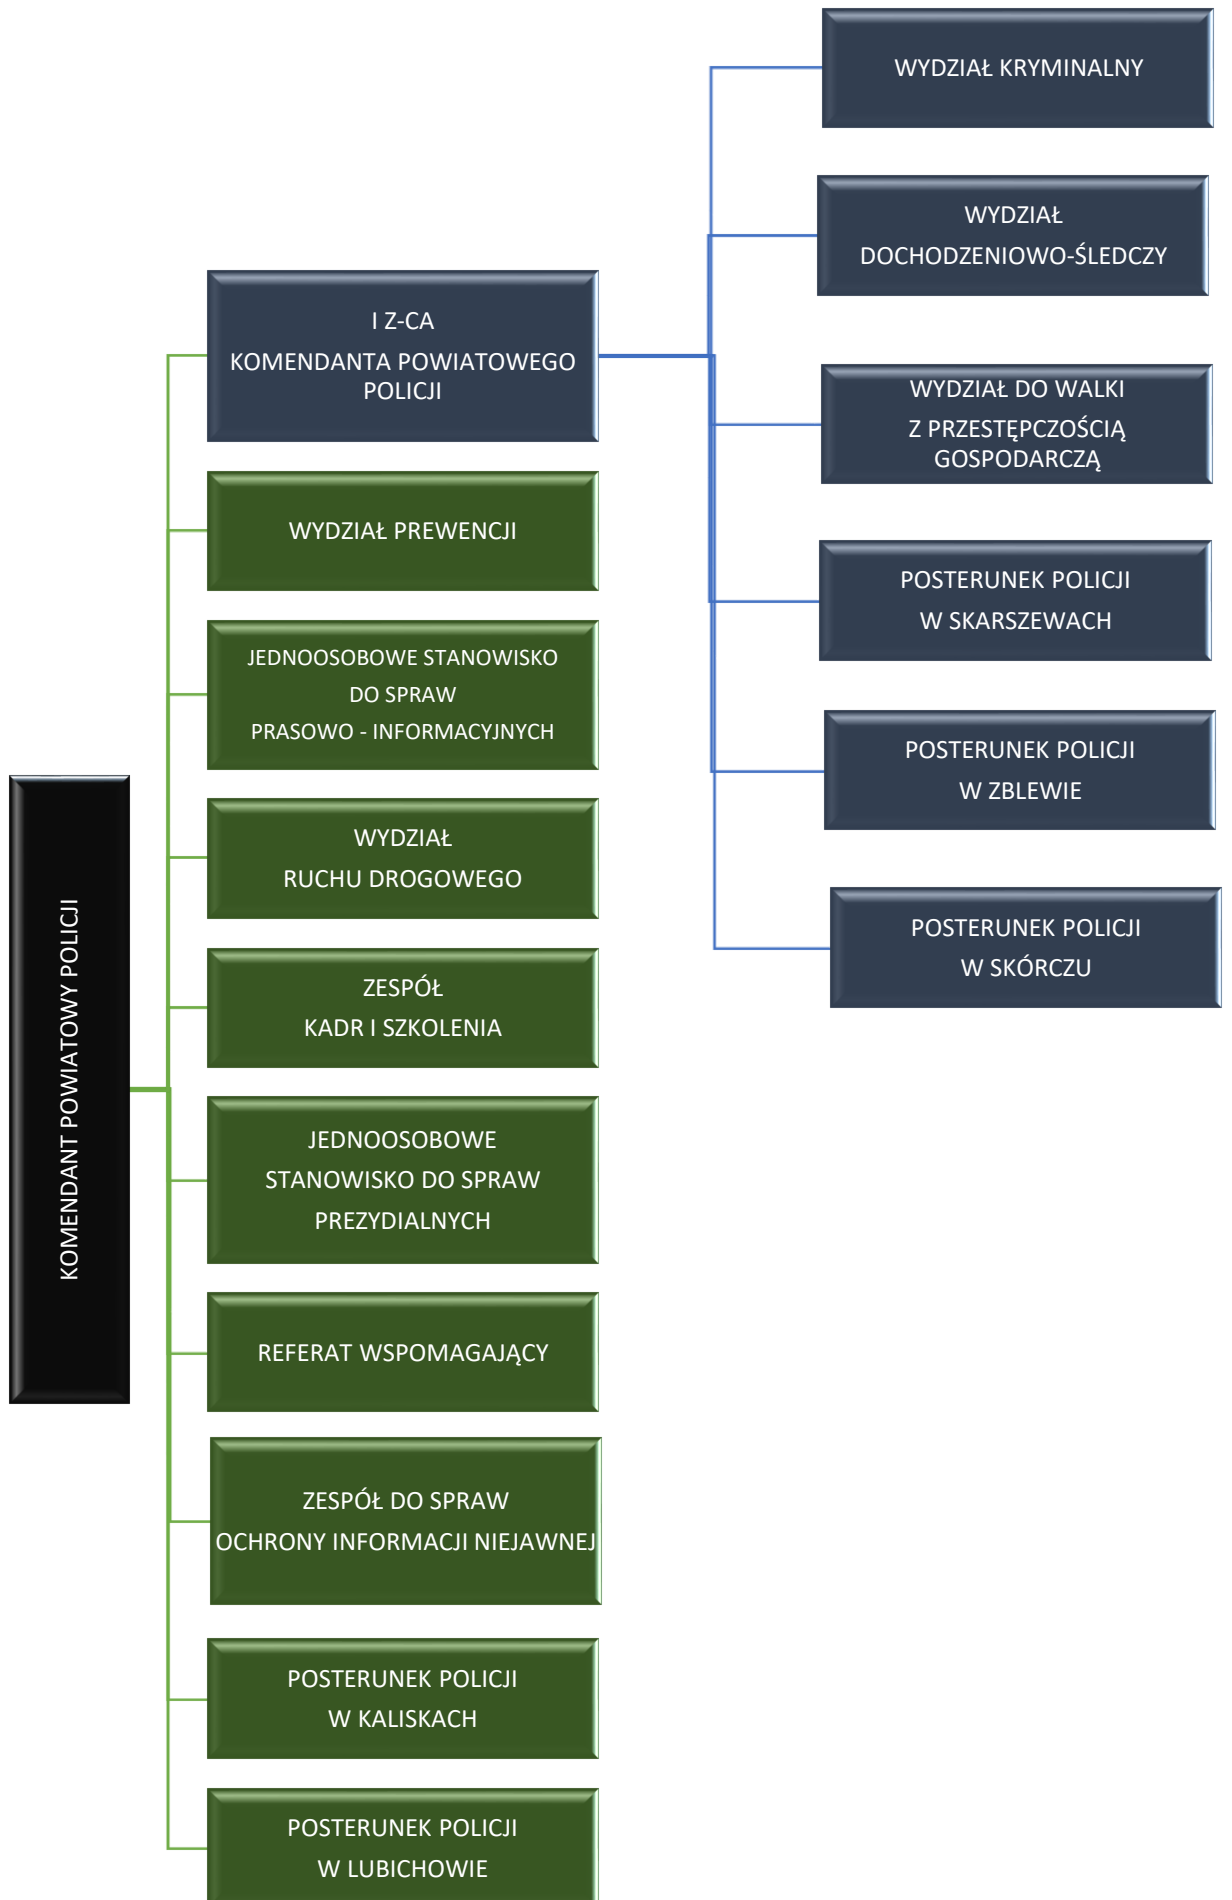 KOMENDANT POWIATOWY POLICJI
I Z-CA
KOMENDANTA POWIATOWEGO
POLICJI
WYDZIAŁ PREWENCJI
JEDNOOSOBOWE STANOWISKO
DO SPRAW
PRASOWO - INFORMACYJNYCH
WYDZIAŁ
RUCHU DROGOWEGO
ZESPÓŁ
KADR I SZKOLENIA
JEDNOOSOBOWE
STANOWISKO DO SPRAW
PREZYDIALNYCH
REFERAT WSPOMAGAJĄCY
ZESPÓŁ DO SPRAW
OCHRONY INFORMACJI NIEJAWNEJ
POSTERUNEK POLICJI
W KALISKACH
POSTERUNEK POLICJI
W LUBICHOWIE
WYDZIAŁ KRYMINALNY
WYDZIAŁ
DOCHODZENIOWO-ŚLEDCZY
WYDZIAŁ DO WALKI
Z PRZESTĘPCZOŚCIĄ
GOSPODARCZĄ
POSTERUNEK POLICJI
W SKARSZEWACH
POSTERUNEK POLICJI
W ZBLEWIE
POSTERUNEK POLICJI
W SKÓRCZU